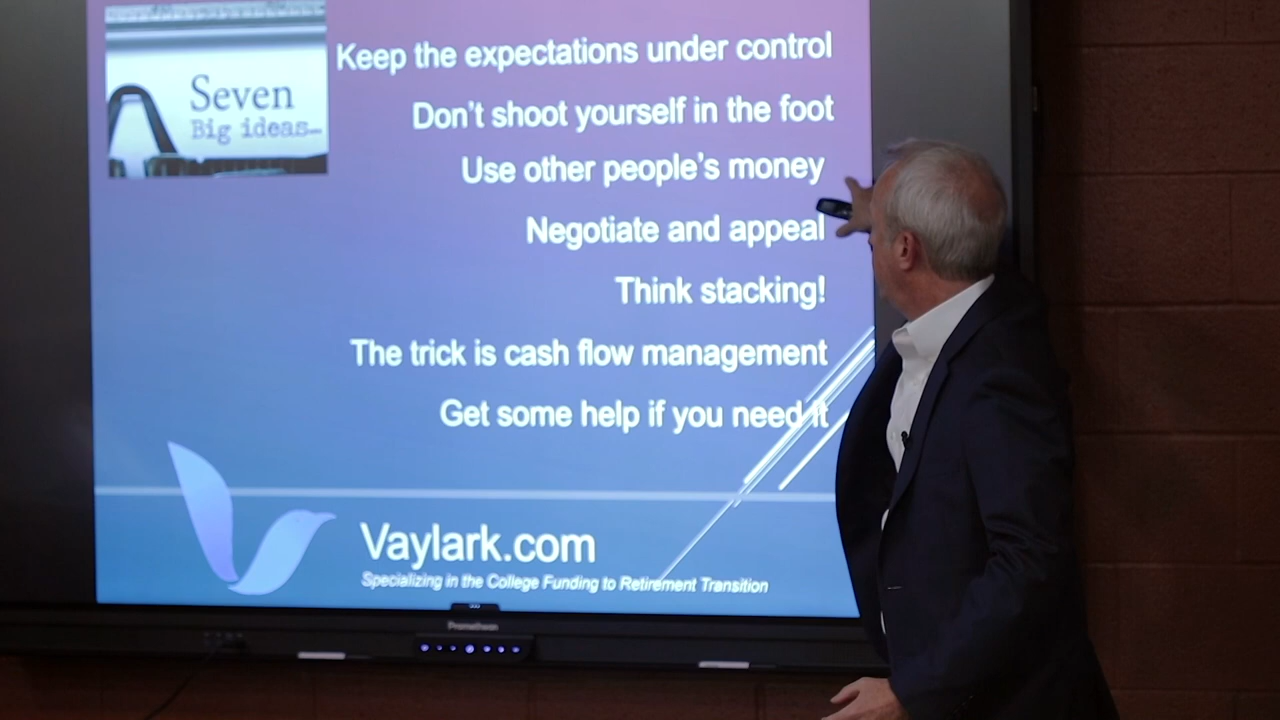 Seven
Big ideas...
Keep the expectations under control
Don't shoot yourself in the foot
Use other people's money
Negotiate and appeal
Think stacking!
The trick is cash flow management
Get some help if you need it
Vaylark.com
Specializing in the College Funding to Retirement Transition
Promethean